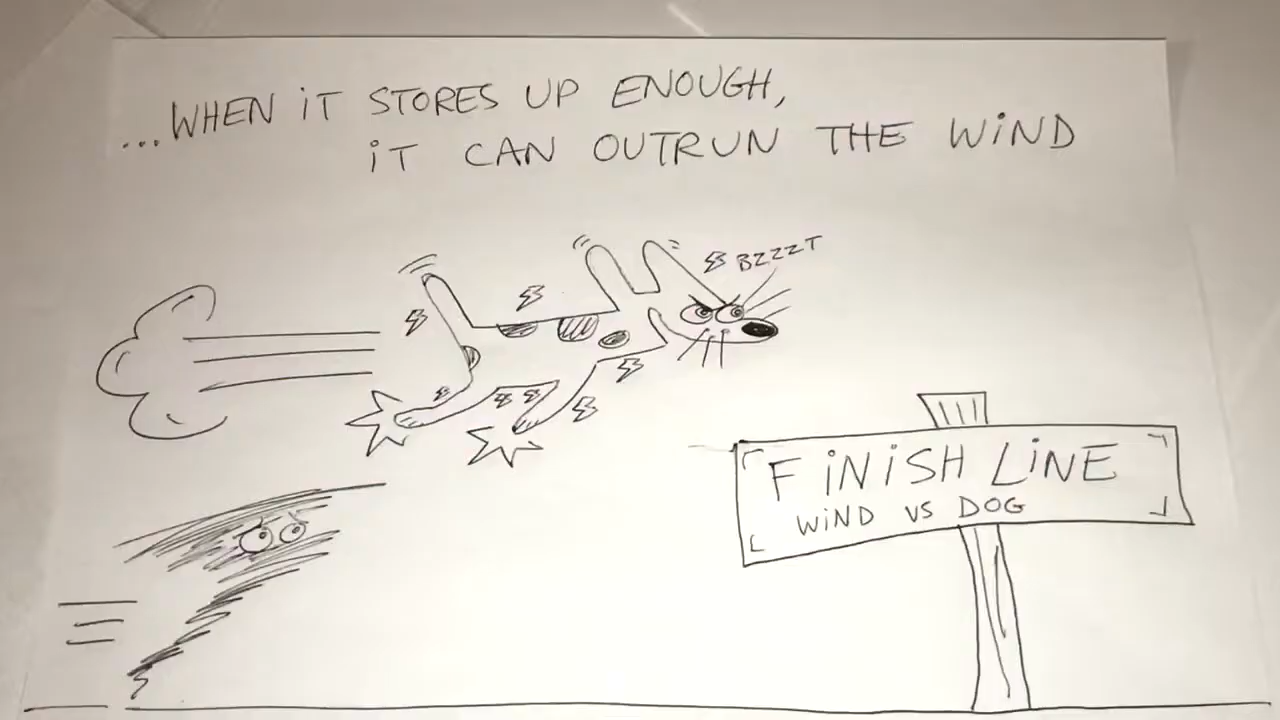 ...WHEN iT STORES UP ENOUGH,
iT CAN OUTRUN THE WiND
BZZZT
FiNiSH LiNE
WiND VS DOG